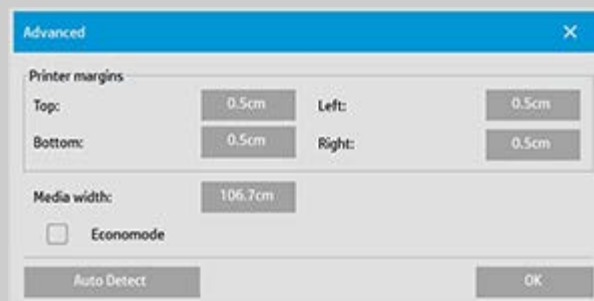 Advanced
Printer margins
Top: 0.5cm Left: 0.5cm
Bottom: 0.5cm Right: 0.5cm
Media width: 106.7cm
Economode
Auto Detect OK